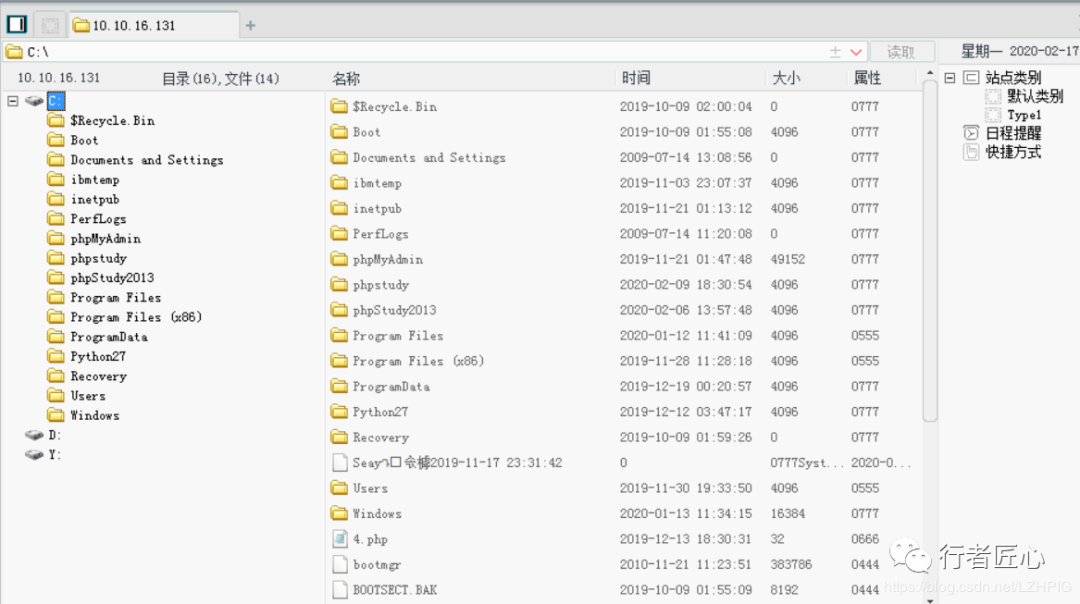 10.10.16.131 +
C:\ 读取 星期一 2020-02-17
10.10.16.131 目录(16),文件(14) 名称 时间 大小 属性
C:
$Recycle.Bin
Boot
Documents and Settings
ibmtemp
inetpub
PerfLogs
phpMyAdmin
phpstudy
phpStudy2013
Program Files
Program Files (x86)
ProgramData
Python27
Recovery
Users
Windows
D:
Y:
$Recycle.Bin 2019-10-09 02:00:04 0 0777
Boot 2019-10-09 01:55:08 4096 0777
Documents and Settings 2009-07-14 13:08:56 0 0777
ibmtemp 2019-11-03 23:07:37 4096 0777
inetpub 2019-11-21 01:13:12 4096 0777
PerfLogs 2009-07-14 11:20:08 0 0777
phpMyAdmin 2019-11-21 01:47:48 49152 0777
phpstudy 2020-02-09 18:30:54 4096 0777
phpStudy2013 2020-02-06 13:57:48 4096 0777
Program Files 2020-01-12 11:41:09 4096 0555
Program Files (x86) 2019-11-28 11:28:18 4096 0555
ProgramData 2019-12-19 00:20:57 4096 0777
Python27 2019-12-12 03:47:17 4096 0777
Recovery 2019-10-09 01:59:26 0 0777
2019-11-17 23:31:42 0 0777Syst... 2020-0...
Users 2019-11-30 19:33:50 4096 0555
Windows 2020-01-13 11:34:15 16384 0777
4.php 2019-12-13 18:30:31 32 0666
bootmgr 2010-11-21 11:23:51 383786 0444
BOOTSECT.BAK 2019-10-09 01:55:09 8192 0444
站点类别
默认类别
Type1
日程提醒
快捷方式
行者匠心
https://blog.csdn.net/LZHPIG